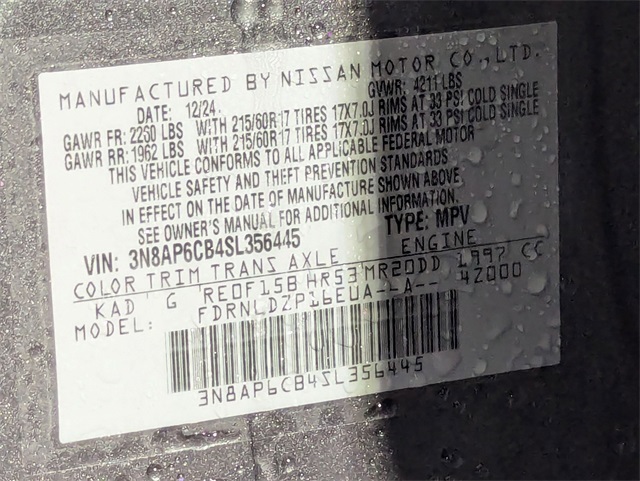 MANUFACTURED BY NISSAN MOTOR CO., LTD.
DATE: 12/24 GVWR: 4211 LBS
GAWR FR: 2250 LBS WITH 215/60R17 TIRES 17X7.0J RIMS AT 33 PSI COLD SINGLE
GAWR RR: 1962 LBS WITH 215/60R17 TIRES 17X7.0J RIMS AT 33 PSI COLD SINGLE
THIS VEHICLE CONFORMS TO ALL APPLICABLE FEDERAL MOTOR
VEHICLE SAFETY AND THEFT PREVENTION STANDARDS
IN EFFECT ON THE DATE OF MANUFACTURE SHOWN ABOVE
SEE OWNER'S MANUAL FOR ADDITIONAL INFORMATION.
VIN: 3N8AP6CB4SL356445 TYPE: MPV
COLOR TRIM TRANS AXLE ENGINE
KAD G RE0F15B HR53 MR20DD 1997 CC
MODEL: FDRNLDZP16EUA--LA-- 42000
3N8AP6CB4SL356445